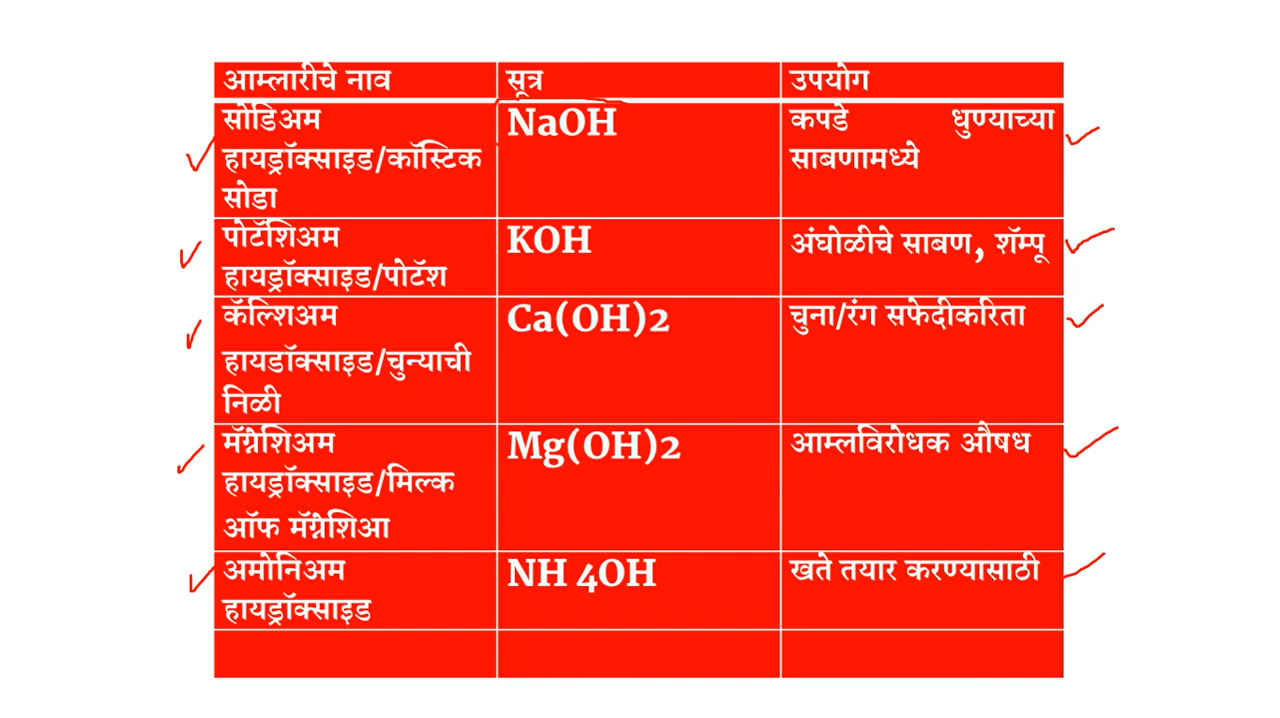 आम्लारीचे नाव सूत्र उपयोग
सोडिअम NaOH कपडे धुण्याच्या
हायड्रॉक्साइड/कॉस्टिक साबणामध्ये
सोडा
पोटॅशिअम KOH अंघोळीचे साबण, शॅम्पू
हायड्रॉक्साइड/पोटॅश
कॅल्शिअम Ca(OH)2 चुना/रंग सफेदीकरिता
हायडॉक्साइड/चुन्याची
निळी
मॅग्नेशिअम Mg(OH)2 आम्लविरोधक औषध
हायड्रॉक्साइड/मिल्क
ऑफ मॅग्नेशिआ
अमोनिअम NH 4OH खते तयार करण्यासाठी
हायड्रॉक्साइड